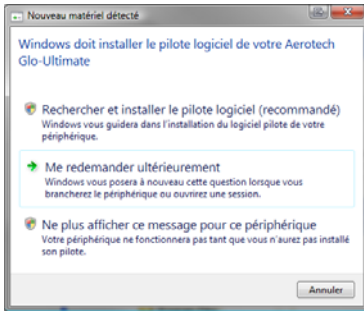 Nouveau matériel détecté
Windows doit installer le pilote logiciel de votre Aerotech
Glo-Ultimate
Rechercher et installer le pilote logiciel (recommandé)
Windows vous guidera dans l'installation du logiciel pilote de votre
périphérique.
Me redemander ultérieurement
Windows vous posera à nouveau cette question lorsque vous
brancherez le périphérique ou ouvrirez une session.
Ne plus afficher ce message pour ce périphérique
Votre périphérique ne fonctionnera pas tant que vous n'aurez pas installé
son pilote.
Annuler